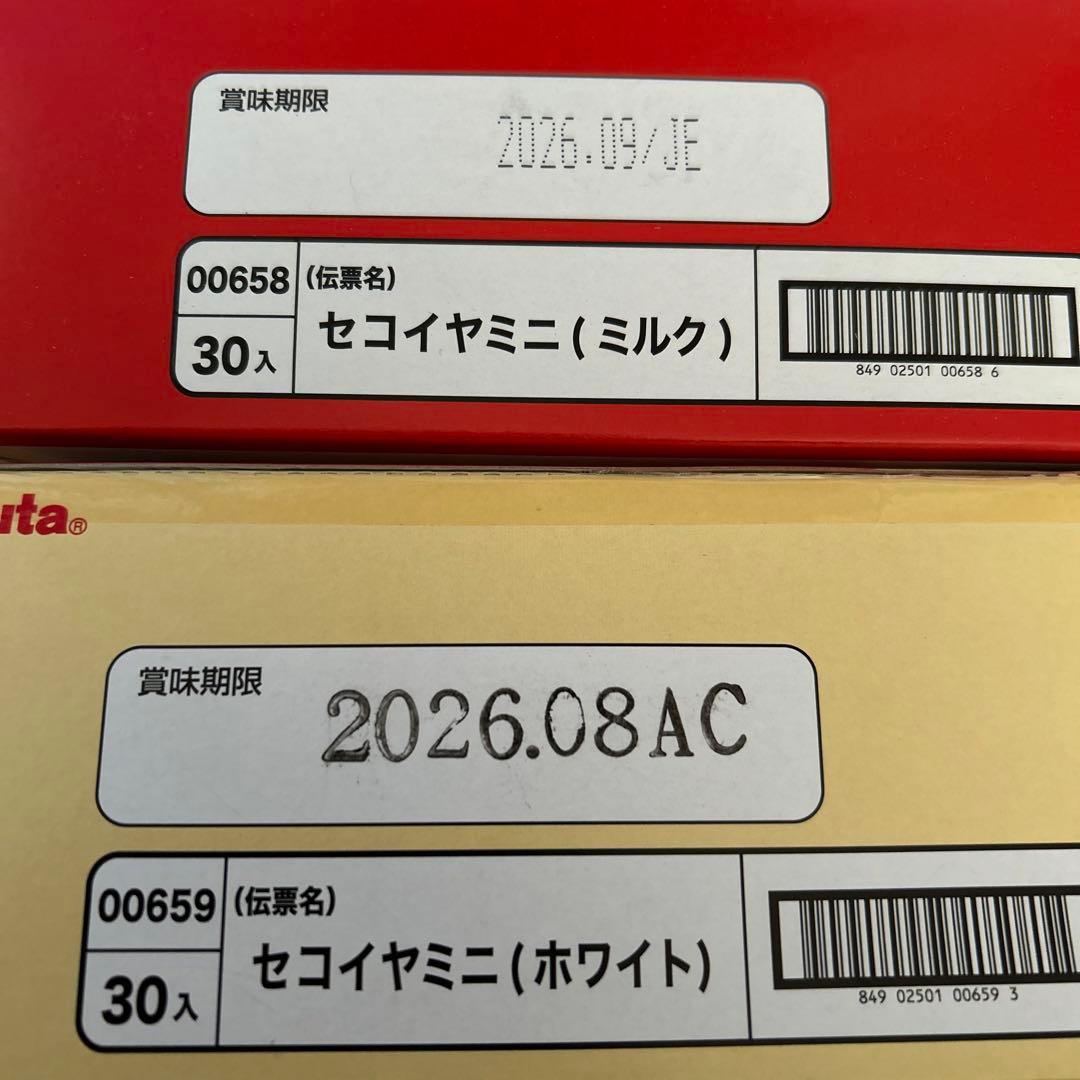 賞味期限
2026.09/JE
00658
(伝票名)
30入
セコイヤミニ(ミルク)
849 02501 00658 6
uta®
賞味期限
2026.08AC
00659
(伝票名)
30入
セコイヤミニ(ホワイト)
849 02501 00659 3